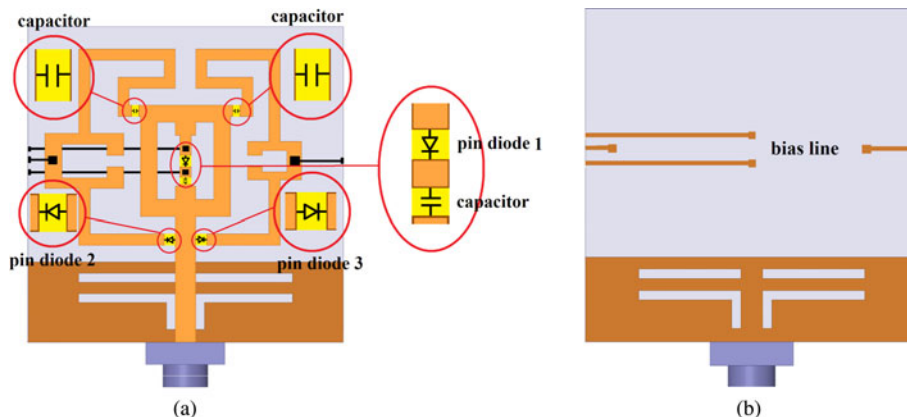 capacitor
capacitor
pin diode 1
capacitor
pin diode 2
pin diode 3
(a)
bias line
(b)